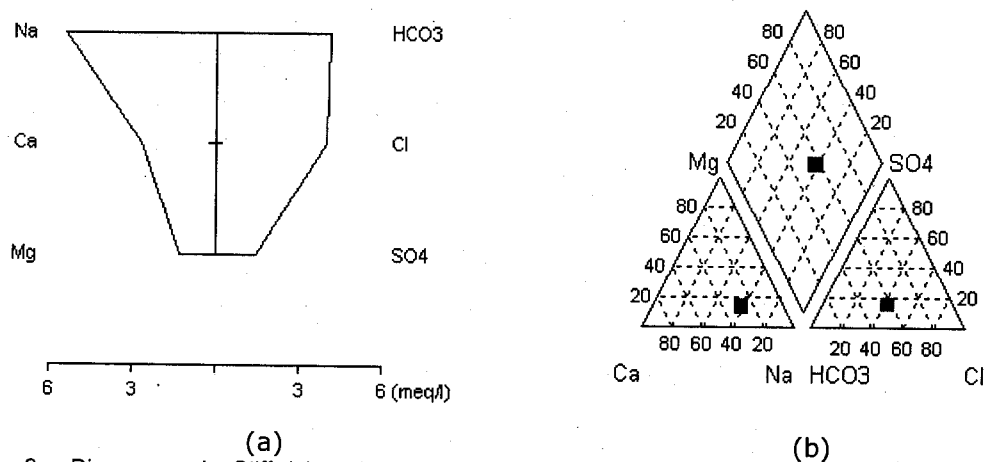 Na
HCO3
Ca
Cl
Mg
SO4
6 3 3 6 (meq/l)
(a)
80 80
60 60
40 40
20 20
Mg SO4
80 80
60 60
40 40
20 20
80 60 40 20 20 40 60 80
Ca Na HCO3 Cl
(b)